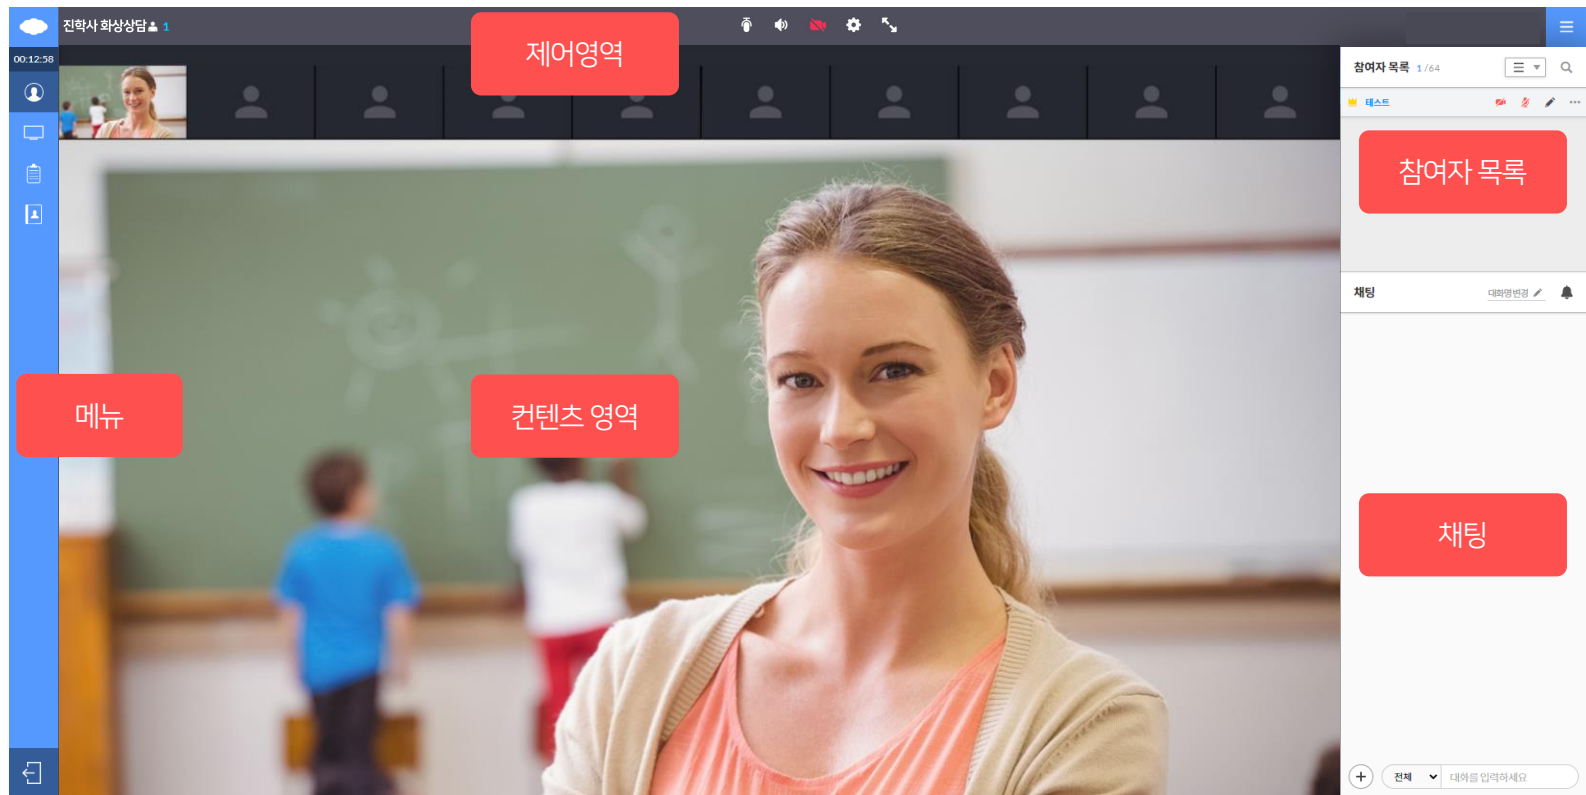 진학사 화상상담 1
제어영역
00:12:58
참여자 목록 1 /64
테스트
참여자 목록
채팅 대화명변경
메뉴
컨텐츠 영역
채팅
전체 대화를 입력하세요